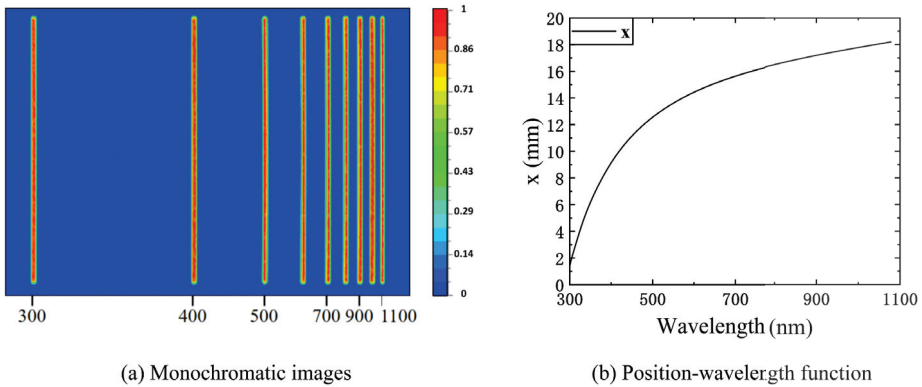 1
0.86
0.71
0.57
0.43
0.29
0.14
0
300 400 500 700 900 1100
(a) Monochromatic images
x
20
18
16
14
12
10
8
6
4
2
0
x (mm)
300 500 700 900 1100
Wavelength (nm)
(b) Position-wavelength function